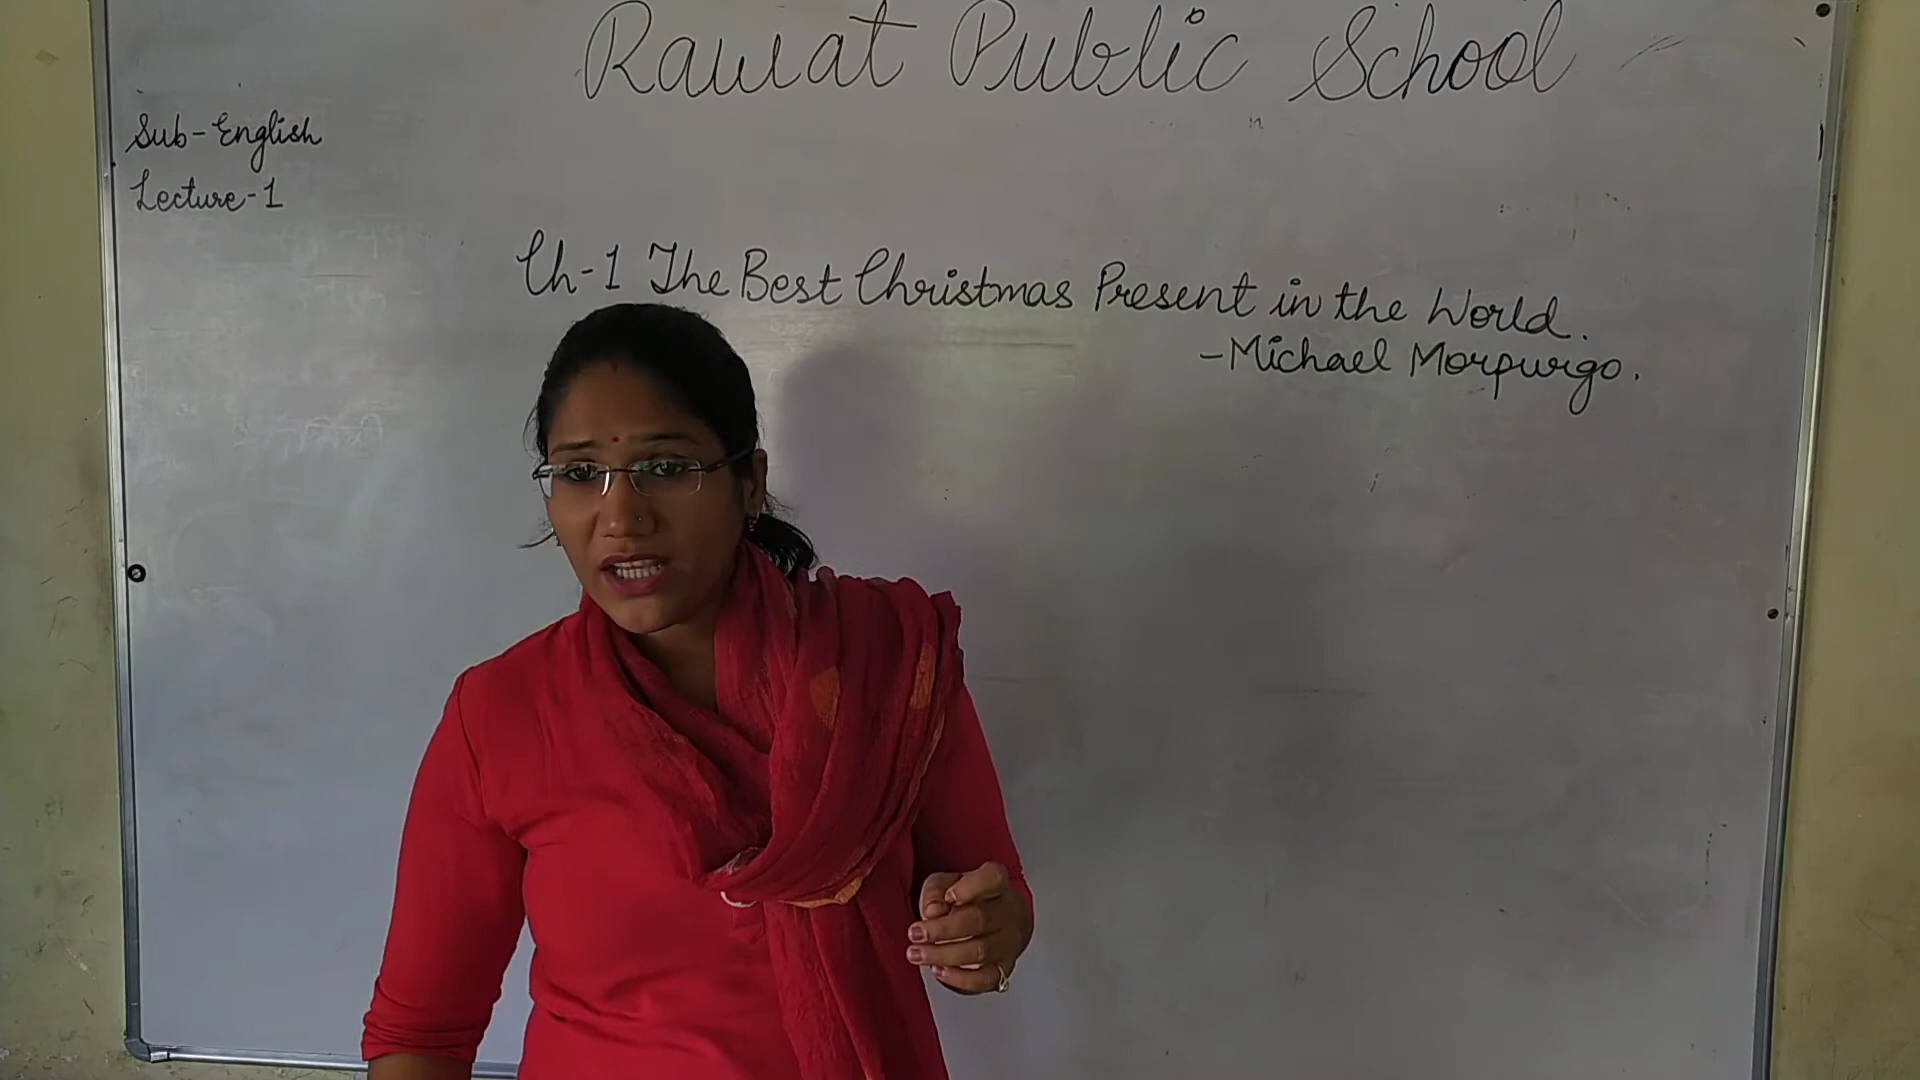 Rawat Public School
Sub-English
Lecture-1
Ch-1 The Best Christmas Present in the World.
-Michael Morpurgo.